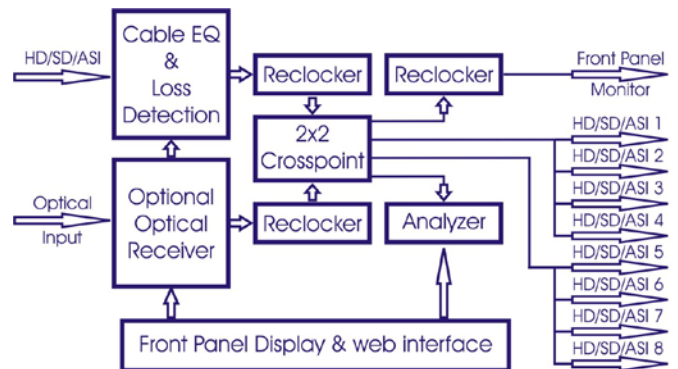 HD/SD/ASI
Cable EQ
&
Loss
Detection
Reclocker
Reclocker
Front Panel
Monitor
2x2
Crosspoint
HD/SD/ASI 1
HD/SD/ASI 2
HD/SD/ASI 3
HD/SD/ASI 4
HD/SD/ASI 5
HD/SD/ASI 6
HD/SD/ASI 7
HD/SD/ASI 8
Optical
Input
Optional
Optical
Receiver
Reclocker
Analyzer
Front Panel Display & web interface